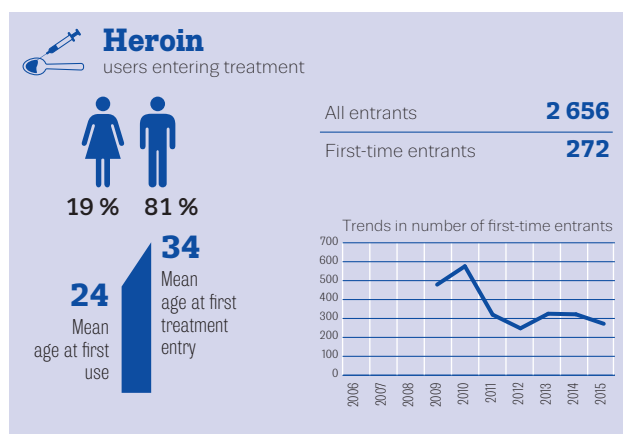 Heroin
users entering treatment
19 % 81 %
24
Mean
age at first
use
34
Mean
age at first
treatment
entry
All entrants 2 656
First-time entrants 272
Trends in number of first-time entrants
700
600
500
400
300
200
100
0
2006 2007 2008 2009 2010 2011 2012 2013 2014 2015